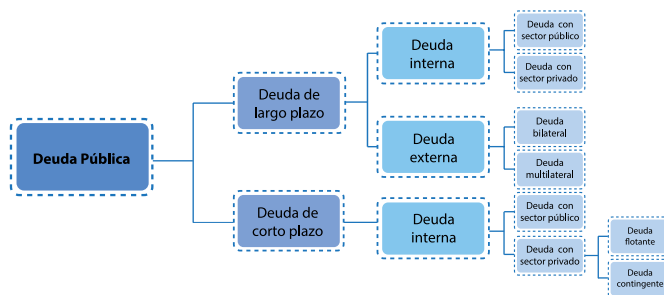 Deuda Pública
Deuda de
largo plazo
Deuda
interna
Deuda con
sector público
Deuda con
sector privado
Deuda
externa
Deuda
bilateral
Deuda
multilateral
Deuda de
corto plazo
Deuda
interna
Deuda con
sector público
Deuda con
sector privado
Deuda
flotante
Deuda
contingente